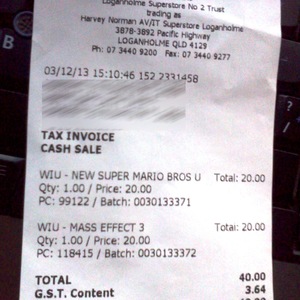 Loganholme Superstore No 2 Trust
trading as
Harvey Norman AV/IT Superstore Loganholme
3878-3892 Pacific Highway
LOGANHOLME QLD 4129
Ph: 07 3440 9200 Fax: 07 3440 9277
03/12/13 15:10:46 152 2331458
TAX INVOICE
CASH SALE
WIU - NEW SUPER MARIO BROS U Total: 20.00
Qty: 1.00 / Price: 20.00
PC: 99122 / Batch: 0030133371
WIU - MASS EFFECT 3 Total: 20.00
Qty: 1.00 / Price: 20.00
PC: 118415 / Batch: 0030133372
TOTAL 40.00
G.S.T. Content 3.64
B